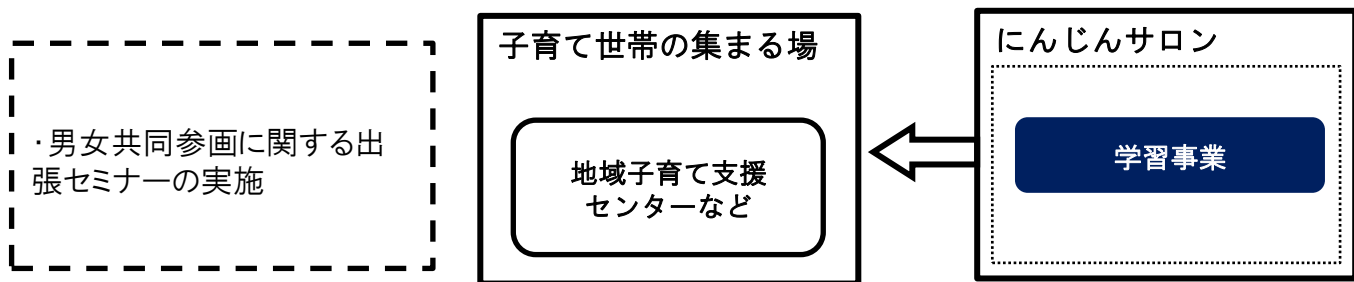 ・男女共同参画に関する出
張セミナーの実施
子育て世帯の集まる場
地域子育て支援
センターなど
にんじんサロン
学習事業